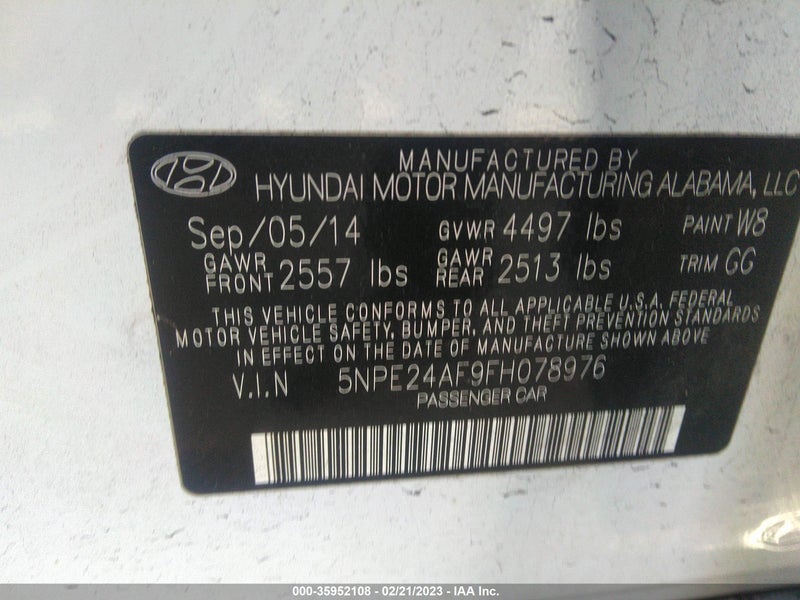 MANUFACTURED BY
HYUNDAI MOTOR MANUFACTURING ALABAMA, LLC
Sep/05/14 GVWR 4497 lbs PAINT W8
GAWR FRONT 2557 lbs GAWR REAR 2513 lbs TRIM GG
THIS VEHICLE CONFORMS TO ALL APPLICABLE U.S.A. FEDERAL
MOTOR VEHICLE SAFETY, BUMPER, AND THEFT PREVENTION STANDARDS
IN EFFECT ON THE DATE OF MANUFACTURE SHOWN ABOVE
V.I.N 5NPE24AF9FH078976
PASSENGER CAR
000-35952108 - 02/21/2023 - IAA Inc.